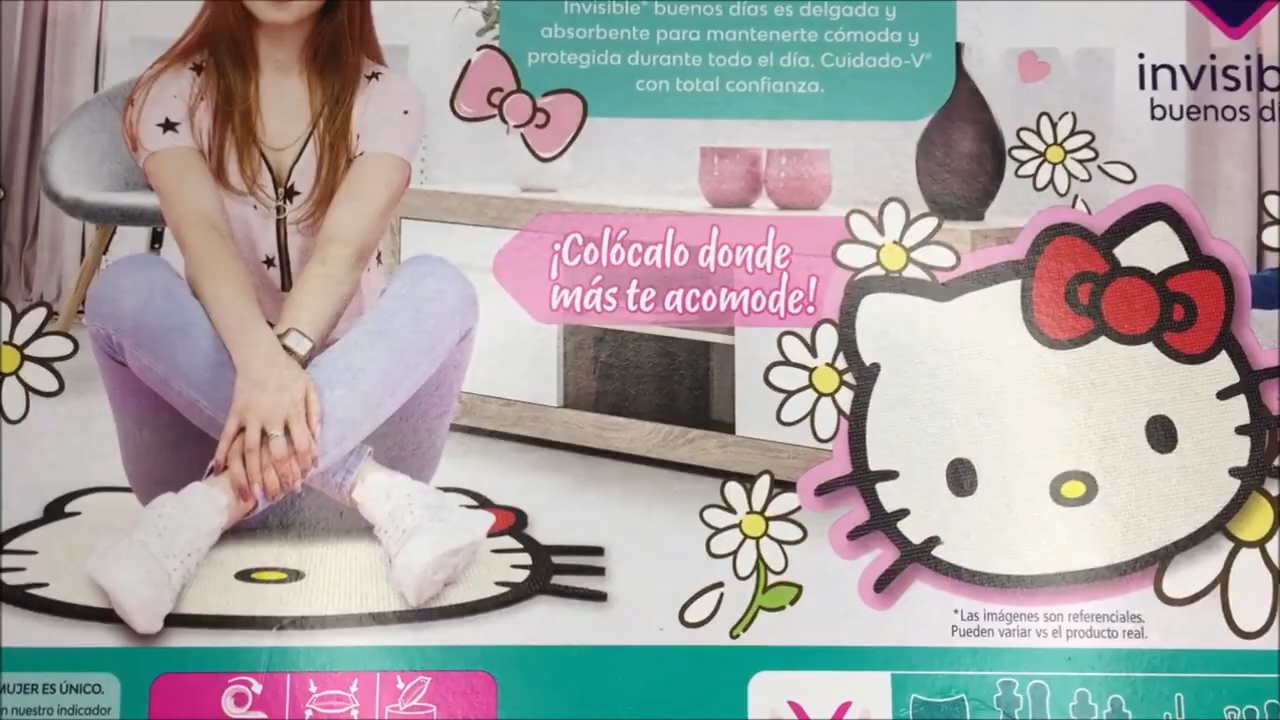 Invisible® buenos días es delgada y
absorbente para mantenerte cómoda y
protegida durante todo el día. Cuidado-V®
con total confianza.
invisib
buenos dí
¡Colócalo donde
más te acomode!
*Las imágenes son referenciales.
Pueden variar vs el producto real.
MUJER ES ÚNICO.
n nuestro indicador